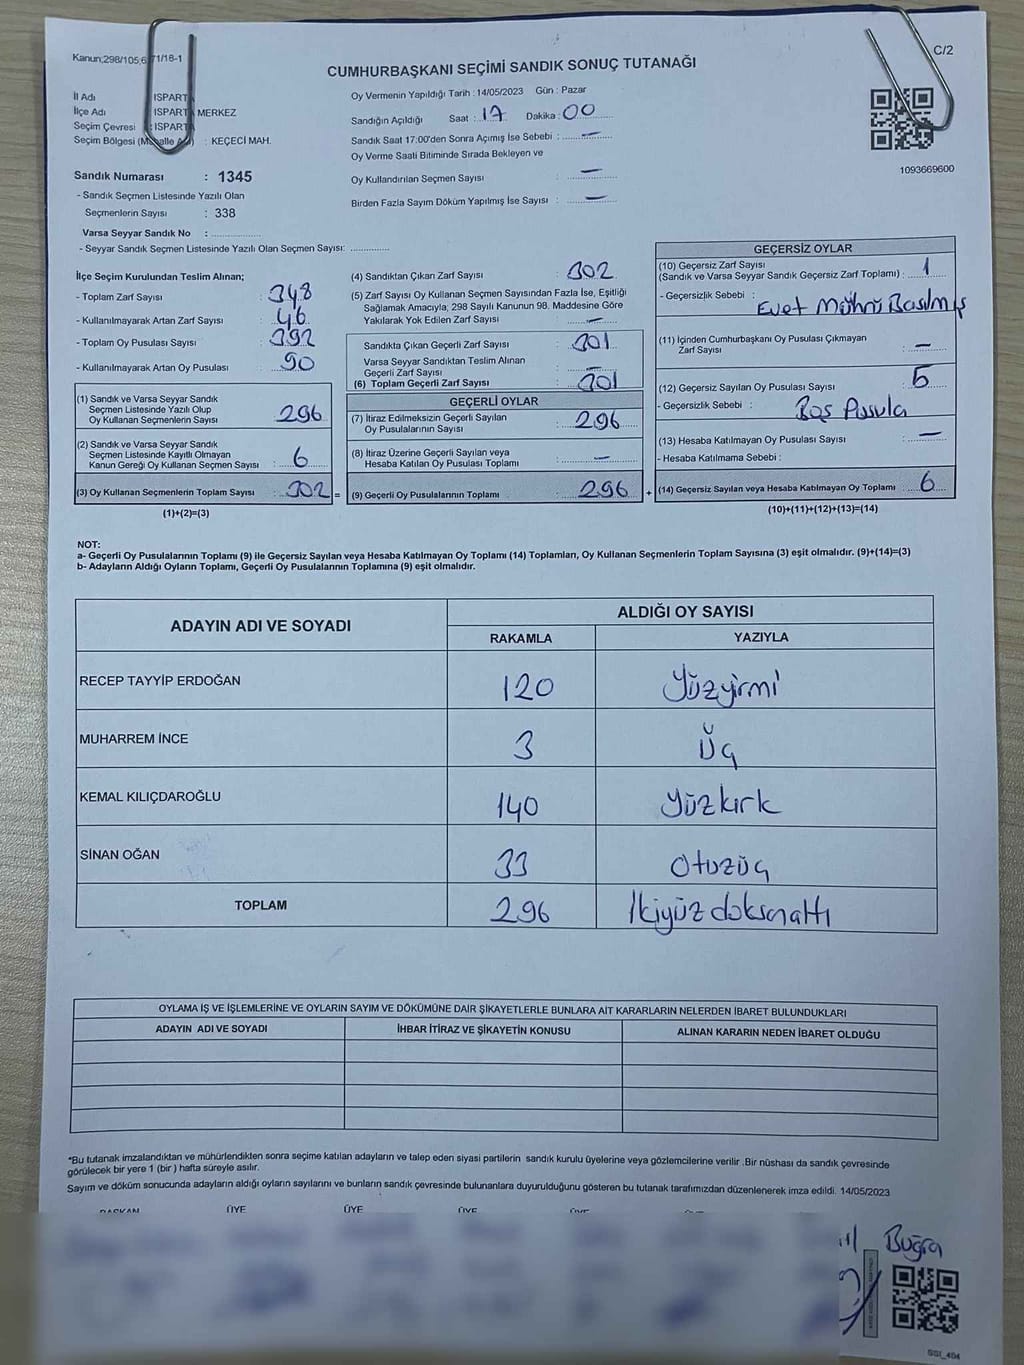 Kanun;298/105;6 71/18-1
C/2
CUMHURBAŞKANI SEÇİMİ SANDIK SONUÇ TUTANAĞI
İl Adı ISPARTA
İlçe Adı ISPARTA MERKEZ
Seçim Çevresi : ISPARTA
Seçim Bölgesi (Mahalle Adı) : KEÇECİ MAH.
Sandık Numarası : 1345
- Sandık Seçmen Listesinde Yazılı Olan
Seçmenlerin Sayısı : 338
Varsa Seyyar Sandık No : ..............
- Seyyar Sandık Seçmen Listesinde Yazılı Olan Seçmen Sayısı: ............
Oy Vermenin Yapıldığı Tarih : 14/05/2023 Gün : Pazar
Sandığın Açıldığı Saat : 17 Dakika : 00
Sandık Saat 17:00'den Sonra Açımış İse Sebebi : —
Oy Verme Saati Bitiminde Sırada Bekleyen ve
Oy Kullandırılan Seçmen Sayısı : —
Birden Fazla Sayım Döküm Yapılmış İse Sayısı : —
1093669600
İlçe Seçim Kurulundan Teslim Alınan;
- Toplam Zarf Sayısı : 348
- Kullanılmayarak Artan Zarf Sayısı : 46
- Toplam Oy Pusulası Sayısı : 392
- Kullanılmayarak Artan Oy Pusulası : 90
(1) Sandık ve Varsa Seyyar Sandık
Seçmen Listesinde Yazılı Olup
Oy Kullanan Seçmenlerin Sayısı : 296
(2) Sandık ve Varsa Seyyar Sandık
Seçmen Listesinde Kayıtlı Olmayan
Kanun Gereği Oy Kullanan Seçmen Sayısı : 6
(3) Oy Kullanan Seçmenlerin Toplam Sayısı : 302 =
(1)+(2)=(3)
(4) Sandıktan Çıkan Zarf Sayısı : 302
(5) Zarf Sayısı Oy Kullanan Seçmen Sayısından Fazla İse, Eşitliği
Sağlamak Amacıyla, 298 Sayılı Kanunun 98. Maddesine Göre
Yakılarak Yok Edilen Zarf Sayısı : —
Sandıkta Çıkan Geçerli Zarf Sayısı : 301
Varsa Seyyar Sandıktan Teslim Alınan
Geçerli Zarf Sayısı : —
(6) Toplam Geçerli Zarf Sayısı : 301
GEÇERLİ OYLAR
(7) İtiraz Edilmeksizin Geçerli Sayılan
Oy Pusulalarının Sayısı : 296
(8) İtiraz Üzerine Geçerli Sayılan veya
Hesaba Katılan Oy Pusulası Toplamı : —
(9) Geçerli Oy Pusulalarının Toplamı : 296 +
GEÇERSİZ OYLAR
(10) Geçersiz Zarf Sayısı
(Sandık ve Varsa Seyyar Sandık Geçersiz Zarf Toplamı) : 1
- Geçersizlik Sebebi : Evet Mührü Basılmış
(11) İçinden Cumhurbaşkanı Oy Pusulası Çıkmayan
Zarf Sayısı : —
(12) Geçersiz Sayılan Oy Pusulası Sayısı : 5
- Geçersizlik Sebebi : Boş Pusula
(13) Hesaba Katılmayan Oy Pusulası Sayısı : —
- Hesaba Katılmama Sebebi :
(14) Geçersiz Sayılan veya Hesaba Katılmayan Oy Toplamı : 6
(10)+(11)+(12)+(13)=(14)
NOT:
a- Geçerli Oy Pusulalarının Toplamı (9) ile Geçersiz Sayılan veya Hesaba Katılmayan Oy Toplamı (14) Toplamları, Oy Kullanan Seçmenlerin Toplam Sayısına (3) eşit olmalıdır. (9)+(14)=(3)
b- Adayların Aldığı Oyların Toplamı, Geçerli Oy Pusulalarının Toplamına (9) eşit olmalıdır.
ADAYIN ADI VE SOYADI ALDIĞI OY SAYISI
RAKAMLA YAZIYLA
RECEP TAYYİP ERDOĞAN 120 Yüzyirmi
MUHARREM İNCE 3 Üç
KEMAL KILIÇDAROĞLU 140 Yüzkırk
SİNAN OĞAN 33 Otuzüç
TOPLAM 296 İkiyüz doksanaltı
OYLAMA İŞ VE İŞLEMLERİNE VE OYLARIN SAYIM VE DÖKÜMÜNE DAİR ŞİKAYETLERLE BUNLARA AİT KARARLARIN NELERDEN İBARET BULUNDUKLARI
ADAYIN ADI VE SOYADI İHBAR İTİRAZ VE ŞİKAYETİN KONUSU ALINAN KARARIN NEDEN İBARET OLDUĞU
*Bu tutanak imzalandıktan ve mühürlendikten sonra seçime katılan adayların ve talep eden siyasi partilerin sandık kurulu üyelerine veya gözlemcilerine verilir .Bir nüshası da sandık çevresinde
görülecek bir yere 1 (bir ) hafta süreyle asılır.
Sayım ve döküm sonucunda adayların aldığı oyların sayılarını ve bunların sandık çevresinde bulunanlara duyurulduğunu gösteren bu tutanak tarafımızdan düzenlenerek imza edildi. 14/05/2023
BAŞKAN ÜYE ÜYE ÜYE ÜYE
Buğra
SSI_404